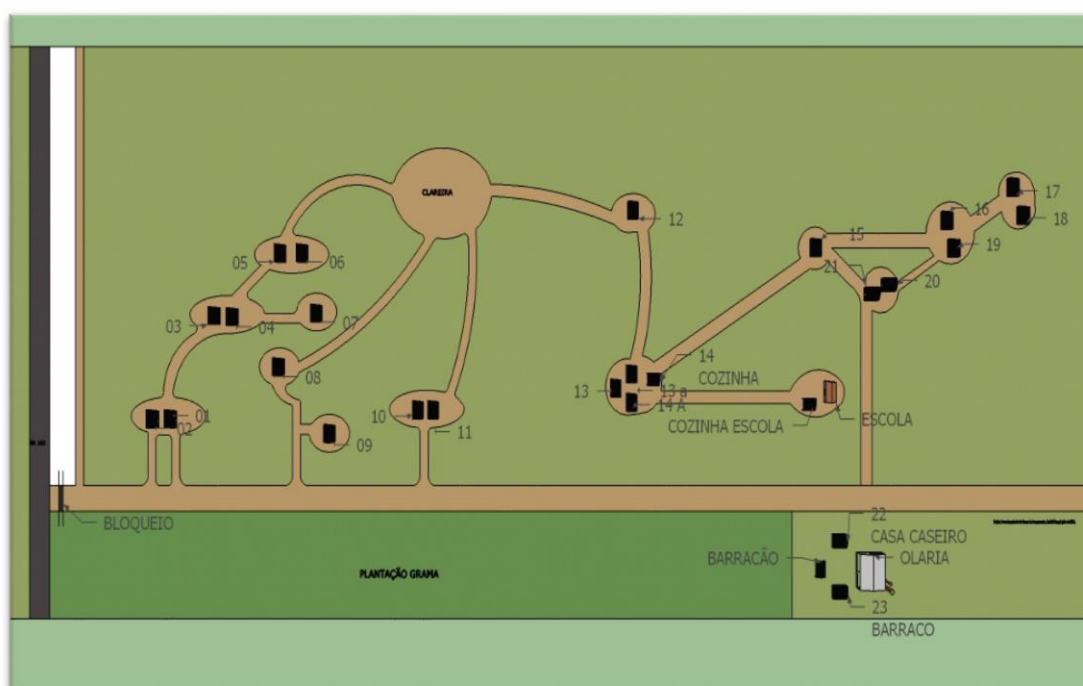 CLAREIRA
17
16
18
12
15
19
05
06
21
20
03
04
07
14
08
COZINHA
13
13 a
14 A
01
10
COZINHA ESCOLA
ESCOLA
02
11
09
BLOQUEIO
22
CASA CASEIRO
BARRACÃO
OLARIA
PLANTAÇÃO GRAMA
23
BARRACO